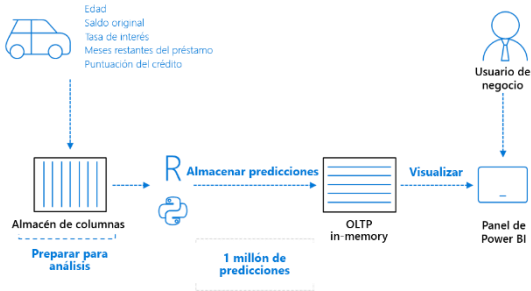 Edad
Saldo original
Tasa de interés
Meses restantes del préstamo
Puntuación del crédito
Usuario de
negocio
R
Almacenar predicciones
Visualizar
Almacén de columnas
OLTP
in-memory
Panel de
Power BI
Preparar para
análisis
1 millón de
predicciones